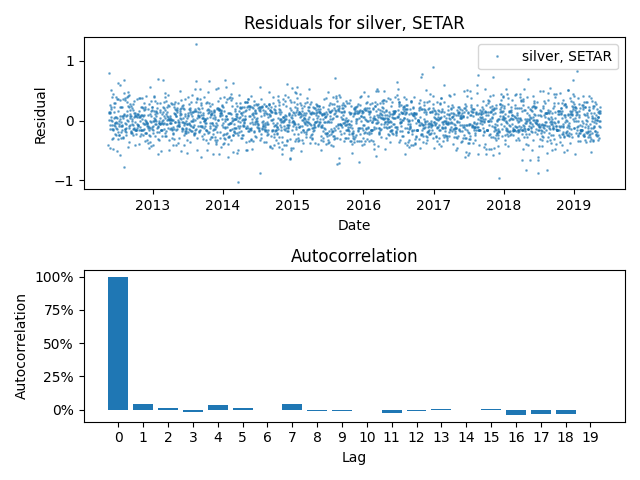 Residuals for silver, SETAR
silver, SETAR
Residual
1
0
−1
2013 2014 2015 2016 2017 2018 2019
Date
Autocorrelation
Autocorrelation
100%
75%
50%
25%
0%
0 1 2 3 4 5 6 7 8 9 10 11 12 13 14 15 16 17 18 19
Lag